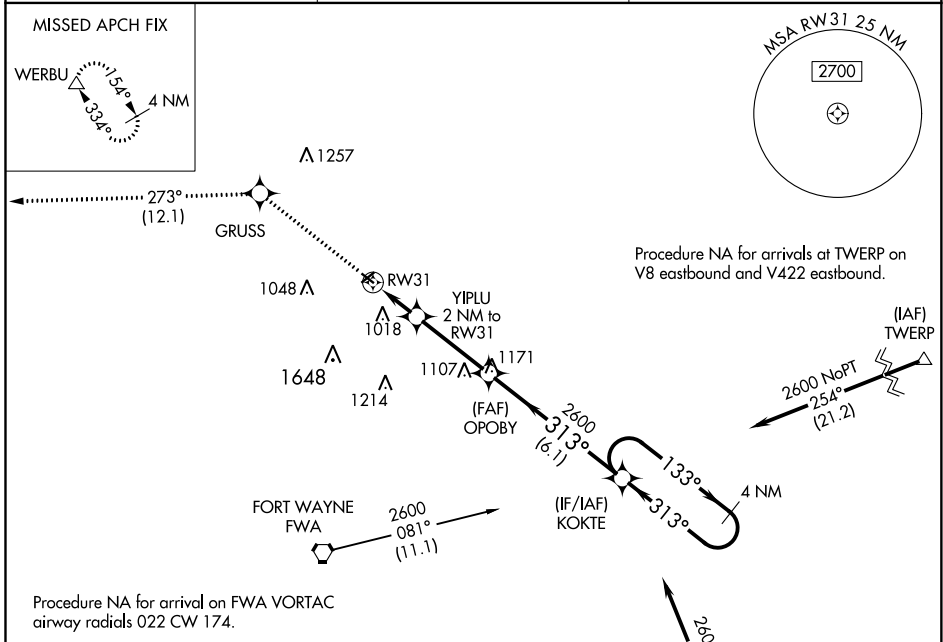 MISSED APCH FIX
WERBU
154°
4 NM
334°
MSA RW31 25 NM
2700
1257
273°
(12.1)
GRUSS
Procedure NA for arrivals at TWERP on
V8 eastbound and V422 eastbound.
1048
RW31
YIPLU
2 NM to
RW31
1018
(IAF)
TWERP
1648
1107
1171
1214
2600 NoPT
254°
(21.2)
(FAF)
OPOBY
2600
313°
(6.1)
133°
4 NM
313°
(IF/IAF)
KOKTE
FORT WAYNE
FWA
2600
081°
(11.1)
Procedure NA for arrival on FWA VORTAC
airway radials 022 CW 174.